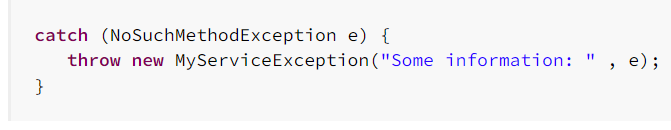 catch (NoSuchMethodException e) {
   throw new MyServiceException("Some information: " , e);
}